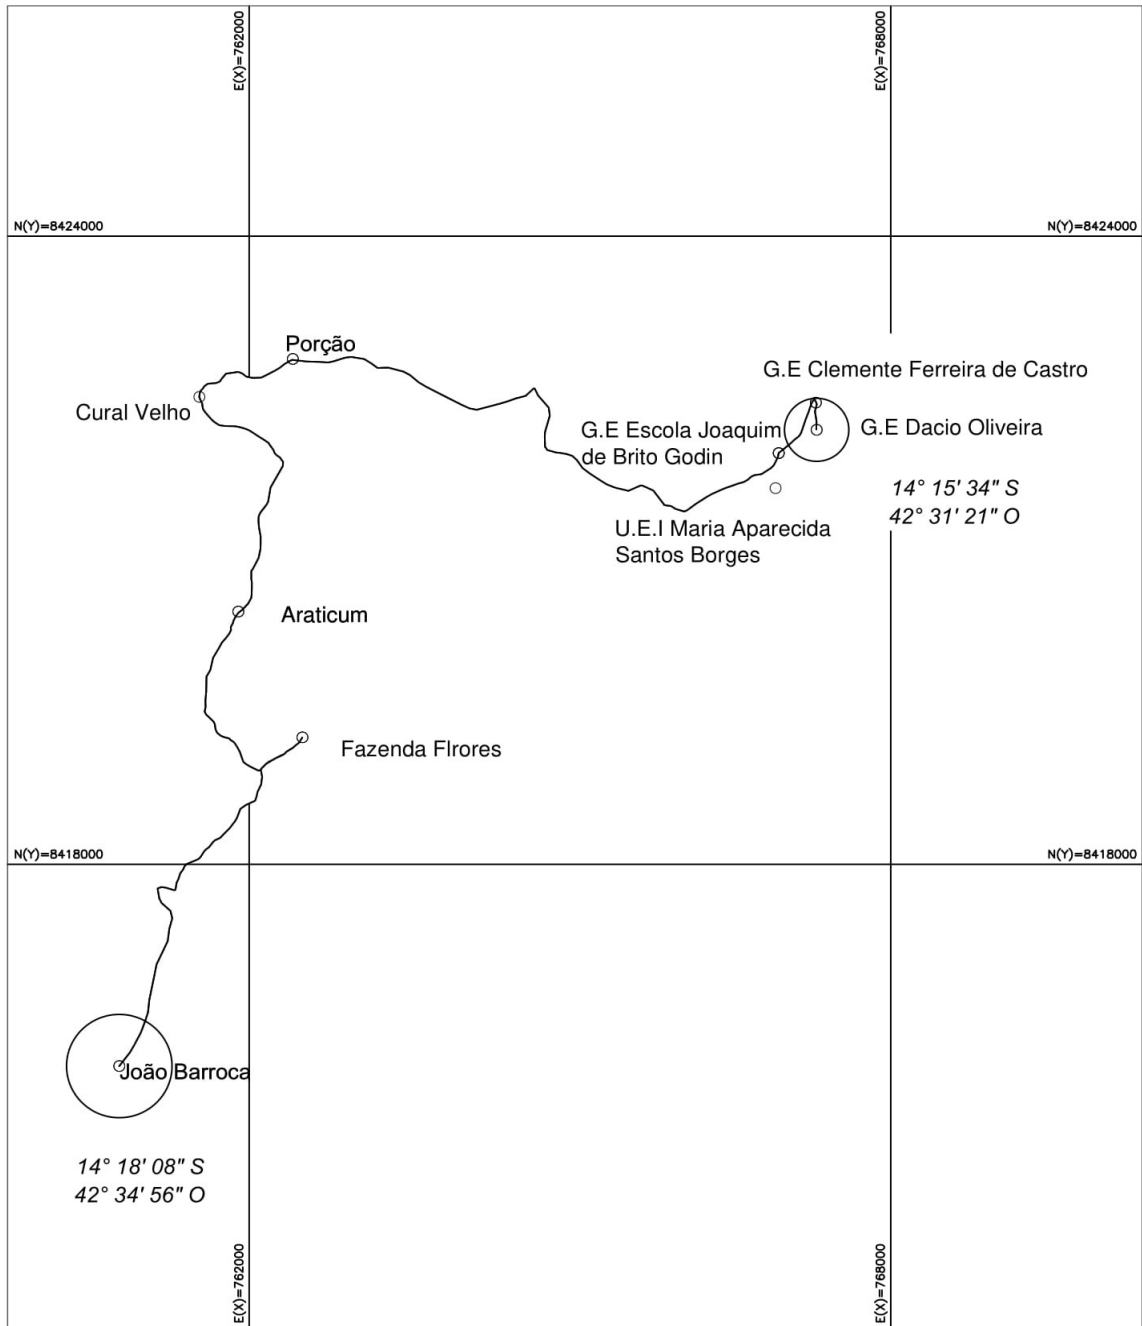 E(X)=762000
E(X)=768000
N(Y)=8424000
N(Y)=8424000
Porção
G.E Clemente Ferreira de Castro
Cural Velho
G.E Escola Joaquim
de Brito Godin
G.E Dacio Oliveira
14° 15' 34" S
42° 31' 21" O
U.E.I Maria Aparecida
Santos Borges
Araticum
Fazenda Flrores
N(Y)=8418000
N(Y)=8418000
João Barroca
14° 18' 08" S
42° 34' 56" O
E(X)=762000
E(X)=768000